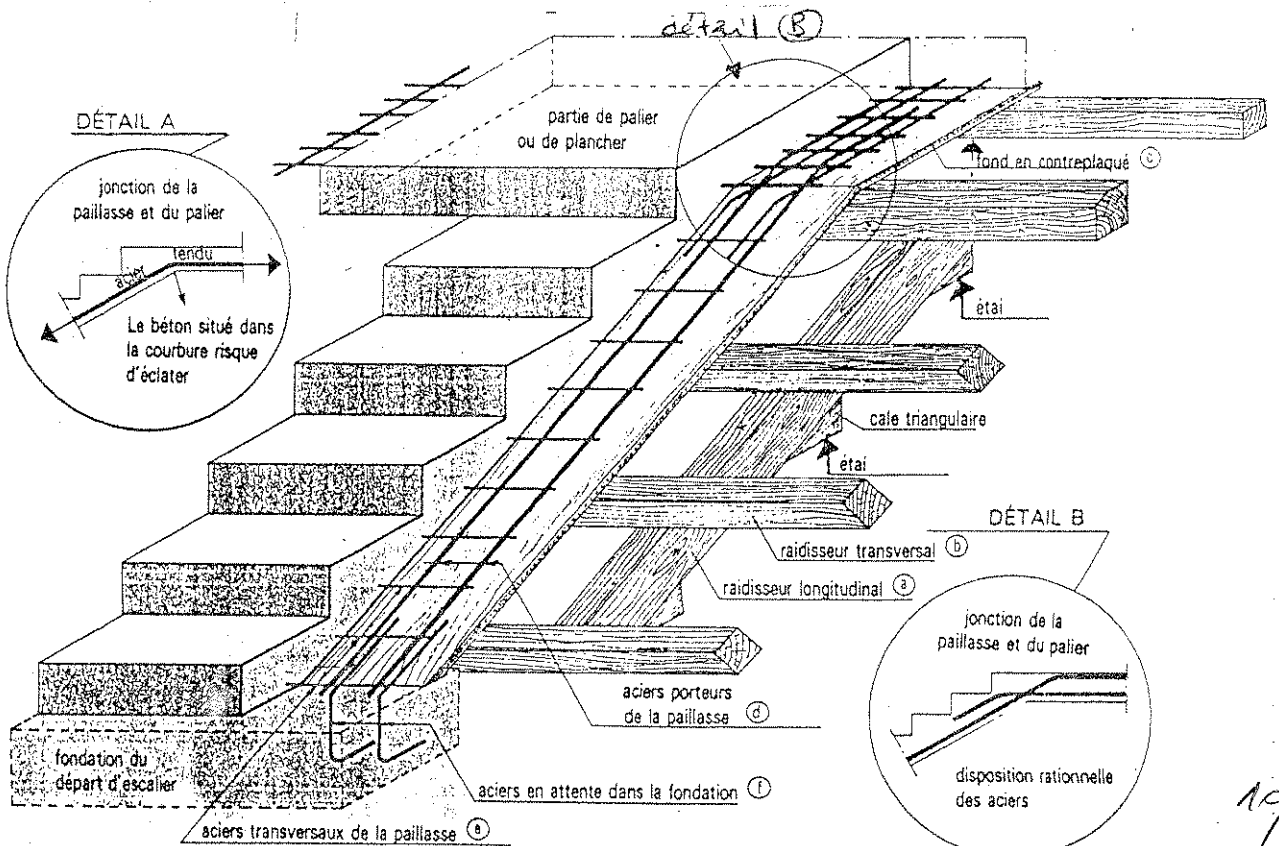 détail B
DÉTAIL A
jonction de la
paillasse et du palier
acier
tendu
Le béton situé dans
la courbure risque
d'éclater
partie de palier
ou de plancher
fond en contreplaqué c
étai
cale triangulaire
étai
raidisseur transversal b
raidisseur longitudinal a
DÉTAIL B
jonction de la
paillasse et du palier
disposition rationnelle
des aciers
aciers porteurs
de la paillasse d
fondation du
départ d'escalier
aciers en attente dans la fondation f
aciers transversaux de la paillasse e